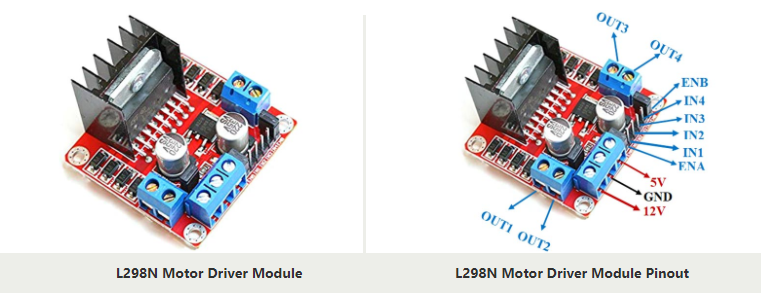 OUT3
OUT4
ENB
IN4
IN3
IN2
IN1
ENA
5V
GND
12V
OUT1 OUT2
L298N Motor Driver Module
L298N Motor Driver Module Pinout